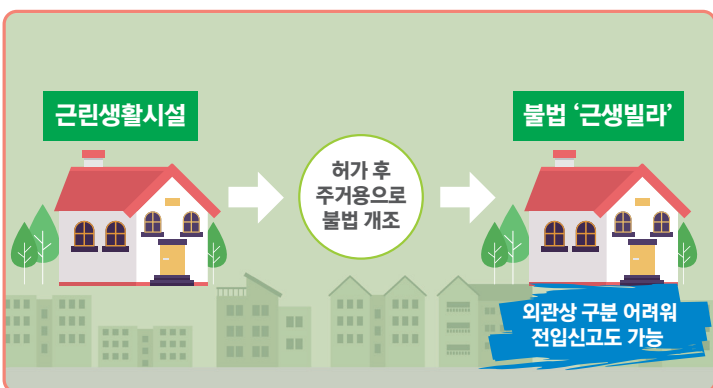 근린생활시설
허가 후
주거용으로
불법 개조
불법 ‘근생빌라’
외관상 구분 어려워
전입신고도 가능